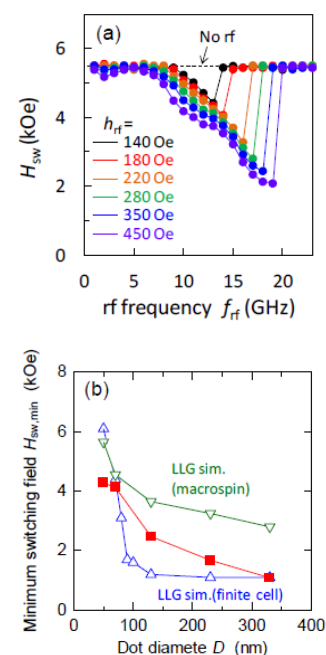 (a)
No rf
6
4
2
0
H_sw (kOe)
h_rf =
140 Oe
180 Oe
220 Oe
280 Oe
350 Oe
450 Oe
0 5 10 15 20
rf frequency f_rf (GHz)
(b)
8
6
4
2
0
Minimum switching field H_sw,min (kOe)
LLG sim.
(macrospin)
LLG sim.(finite cell)
0 100 200 300 400
Dot diamete D (nm)